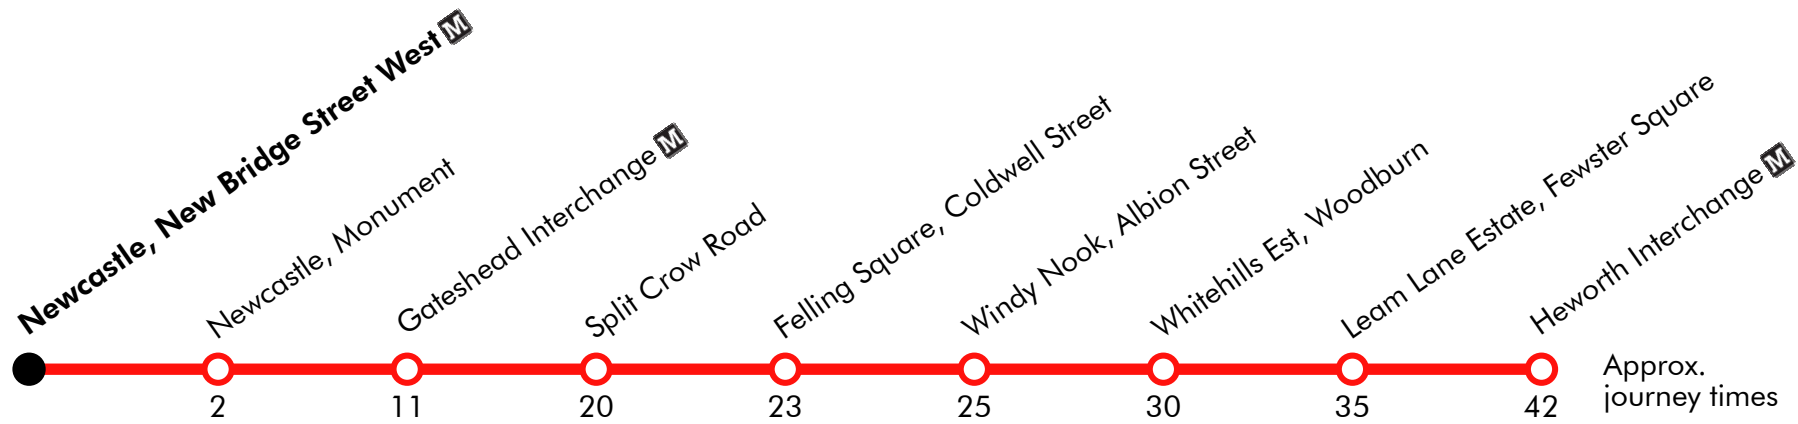 Newcastle, New Bridge Street West M
Newcastle, Monument
Gateshead Interchange M
Split Crow Road
Felling Square, Coldwell Street
Windy Nook, Albion Street
Whitehills Est, Woodburn
Leam Lane Estate, Fewster Square
Heworth Interchange M
2 11 20 23 25 30 35 42
Approx.
journey times